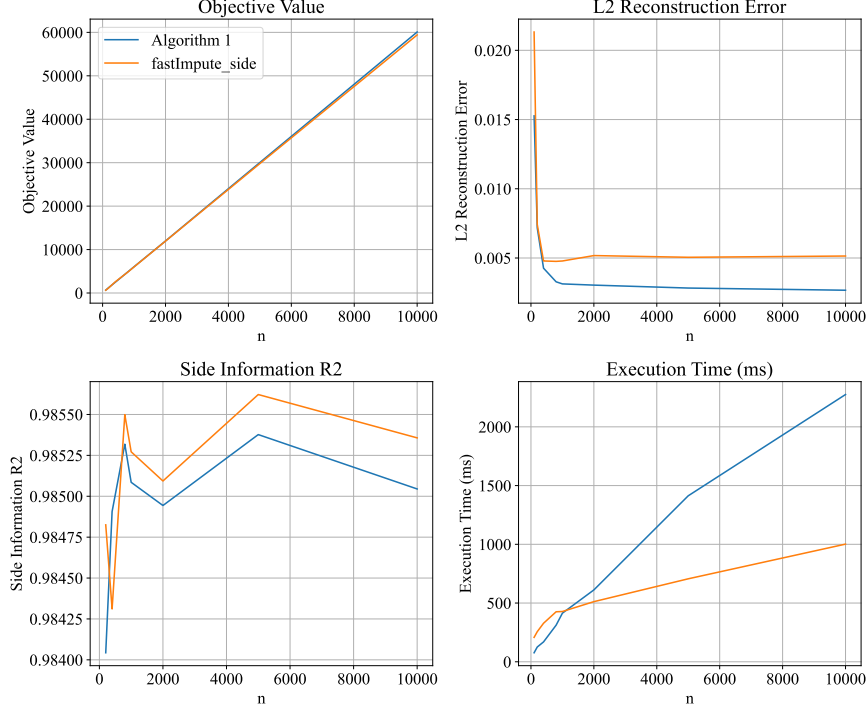 Objective Value
60000
50000
40000
30000
20000
10000
0
Objective Value
Algorithm 1
fastImpute_side
0 2000 4000 6000 8000 10000
n
L2 Reconstruction Error
0.020
0.015
0.010
0.005
L2 Reconstruction Error
0 2000 4000 6000 8000 10000
n
Side Information R2
0.98550
0.98525
0.98500
0.98475
0.98450
0.98425
0.98400
Side Information R2
0 2000 4000 6000 8000 10000
n
Execution Time (ms)
2000
1500
1000
500
0
Execution Time (ms)
0 2000 4000 6000 8000 10000
n